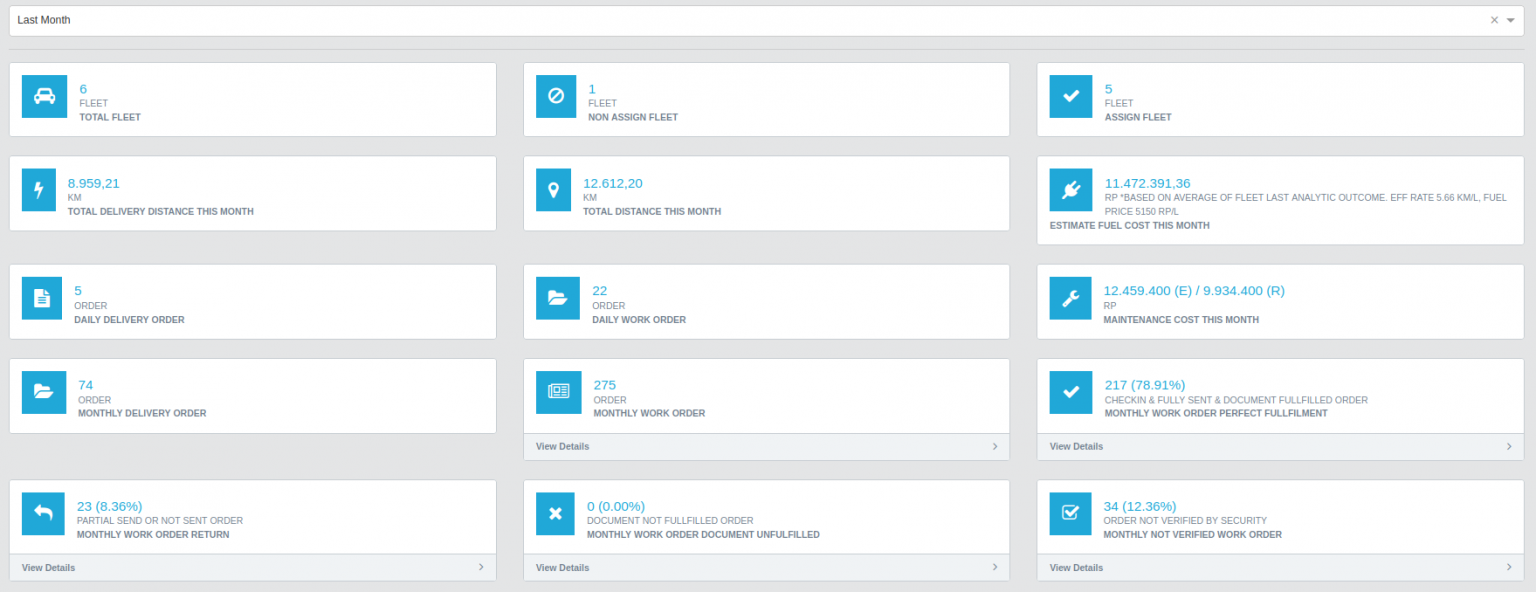 Last Month
6
FLEET
TOTAL FLEET
1
FLEET
NON ASSIGN FLEET
5
FLEET
ASSIGN FLEET
8.959,21
KM
TOTAL DELIVERY DISTANCE THIS MONTH
12.612,20
KM
TOTAL DISTANCE THIS MONTH
11.472.391,36
RP *BASED ON AVERAGE OF FLEET LAST ANALYTIC OUTCOME. EFF RATE 5.66 KM/L, FUEL
PRICE 5150 RP/L
ESTIMATE FUEL COST THIS MONTH
5
ORDER
DAILY DELIVERY ORDER
22
ORDER
DAILY WORK ORDER
12.459.400 (E) / 9.934.400 (R)
RP
MAINTENANCE COST THIS MONTH
74
ORDER
MONTHLY DELIVERY ORDER
275
ORDER
MONTHLY WORK ORDER
View Details
217 (78.91%)
CHECKIN & FULLY SENT & DOCUMENT FULLFILLED ORDER
MONTHLY WORK ORDER PERFECT FULLFILMENT
View Details
23 (8.36%)
PARTIAL SEND OR NOT SENT ORDER
MONTHLY WORK ORDER RETURN
View Details
0 (0.00%)
DOCUMENT NOT FULLFILLED ORDER
MONTHLY WORK ORDER DOCUMENT UNFULFILLED
View Details
34 (12.36%)
ORDER NOT VERIFIED BY SECURITY
MONTHLY NOT VERIFIED WORK ORDER
View Details